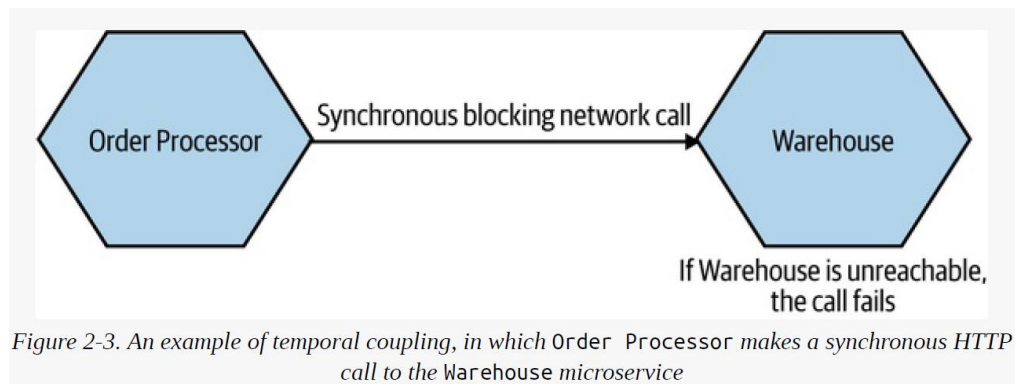 Synchronous blocking network call
Order Processor
Warehouse
If Warehouse is unreachable,
the call fails
Figure 2-3. An example of temporal coupling, in which Order Processor makes a synchronous HTTP
call to the Warehouse microservice